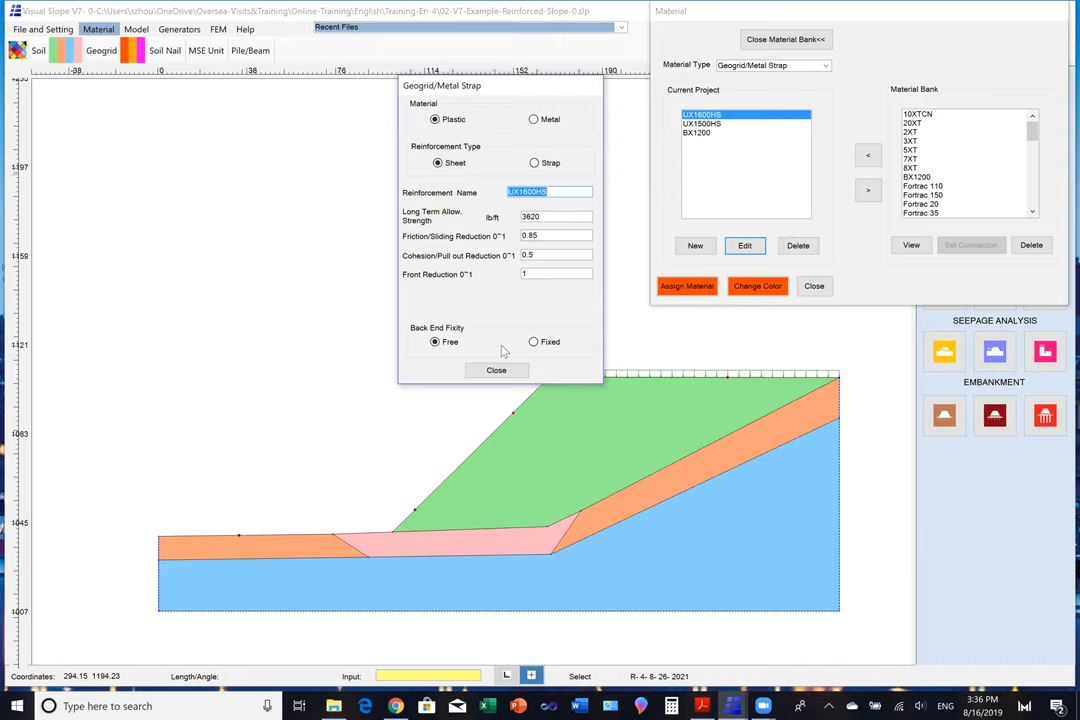 Visual Slope V7- 0-C:\Users\szhou\OneDrive\Oversea-Visits&Training\Online-Training\English\Training-En-4\02-V7-Example-Reinforced-Slope-0.slp
File and Setting Material Model Generators FEM Help Recent Files
Soil Geogrid Soil Nail MSE Unit Pile/Beam
-38 0 76 114 152 190
1235
1197
1159
1121
1083
1045
1007
Geogrid/Metal Strap
Material
Plastic Metal
Reinforcement Type
Sheet Strap
Reinforcement Name UX1600HS
Long Term Allow.
Strength lb/ft 3620
Friction/Sliding Reduction 0~1 0.85
Cohesion/Pull out Reduction 0~1 0.5
Front Reduction 0~1 1
Back End Fixity
Free Fixed
Close
Material
Close Material Bank<<
Material Type Geogrid/Metal Strap
Current Project
UX1600HS
UX1500HS
BX1200
<
>
Material Bank
10XTCN
20XT
2XT
3XT
5XT
7XT
8XT
BX1200
Fortrac 110
Fortrac 150
Fortrac 20
Fortrac 35
New Edit Delete
View Set Connection Delete
Assign Material Change Color Close
SEEPAGE ANALYSIS
EMBANKMENT
Coordinates: 294.15 1194.23 Length/Angle: Input: Select R- 4- 8- 26- 2021
Type here to search
ENG
3:36 PM
8/16/2019
2